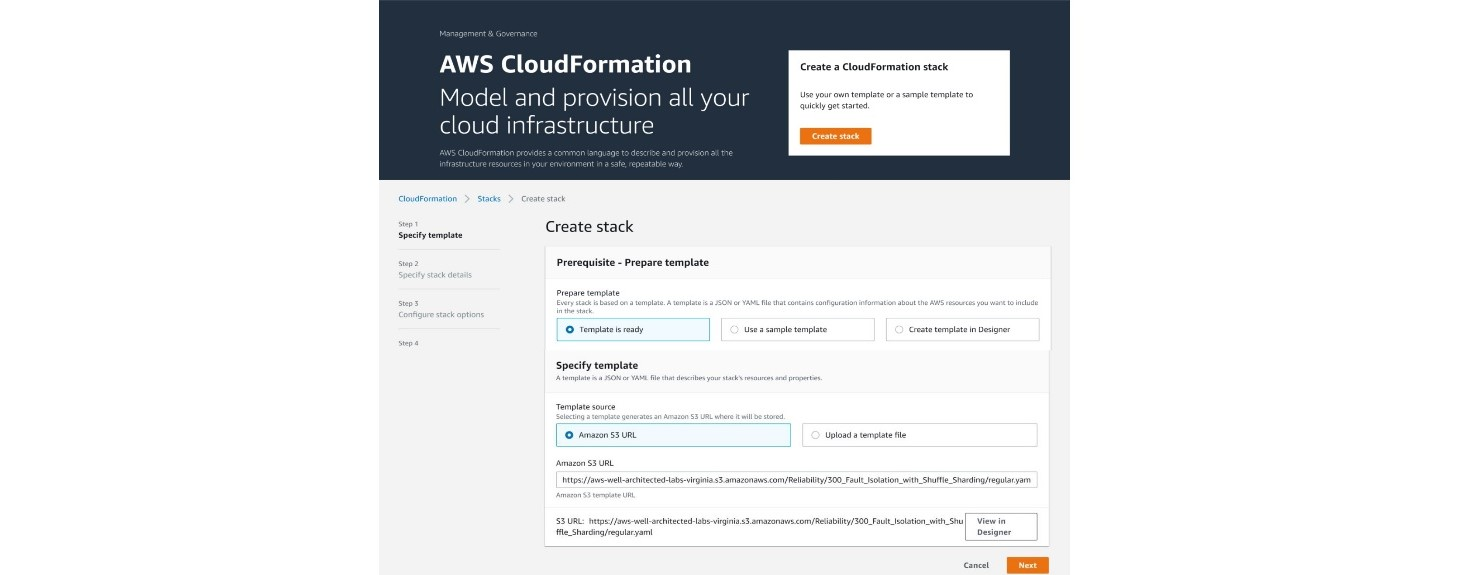 Management & Governance
AWS CloudFormation
Model and provision all your
cloud infrastructure
AWS CloudFormation provides a common language to describe and provision all the
infrastructure resources in your environment in a safe, repeatable way.
Create a CloudFormation stack
Use your own template or a sample template to
quickly get started.
Create stack
CloudFormation > Stacks > Create stack
Step 1
Specify template
Step 2
Specify stack details
Step 3
Configure stack options
Step 4
Create stack
Prerequisite - Prepare template
Prepare template
Every stack is based on a template. A template is a JSON or YAML file that contains configuration information about the AWS resources you want to include
in the stack.
Template is ready
Use a sample template
Create template in Designer
Specify template
A template is a JSON or YAML file that describes your stack's resources and properties.
Template source
Selecting a template generates an Amazon S3 URL where it will be stored.
Amazon S3 URL
Upload a template file
Amazon S3 URL
https://aws-well-architected-labs-virginia.s3.amazonaws.com/Reliability/300_Fault_Isolation_with_Shuffle_Sharding/regular.yam
Amazon S3 template URL
S3 URL: https://aws-well-architected-labs-virginia.s3.amazonaws.com/Reliability/300_Fault_Isolation_with_Shu
ffle_Sharding/regular.yaml
View in
Designer
Cancel
Next